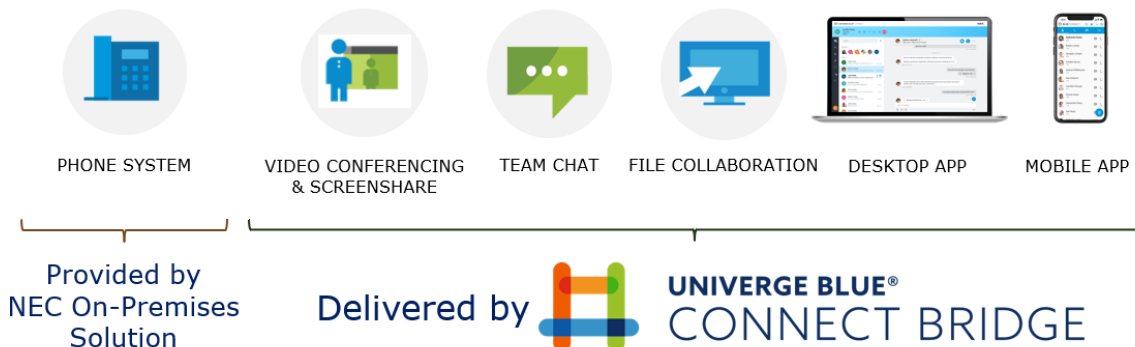 PHONE SYSTEM
VIDEO CONFERENCING
& SCREENSHARE
TEAM CHAT
FILE COLLABORATION
DESKTOP APP
MOBILE APP
Provided by
NEC On-Premises
Solution
Delivered by
UNIVERGE BLUE®
CONNECT BRIDGE